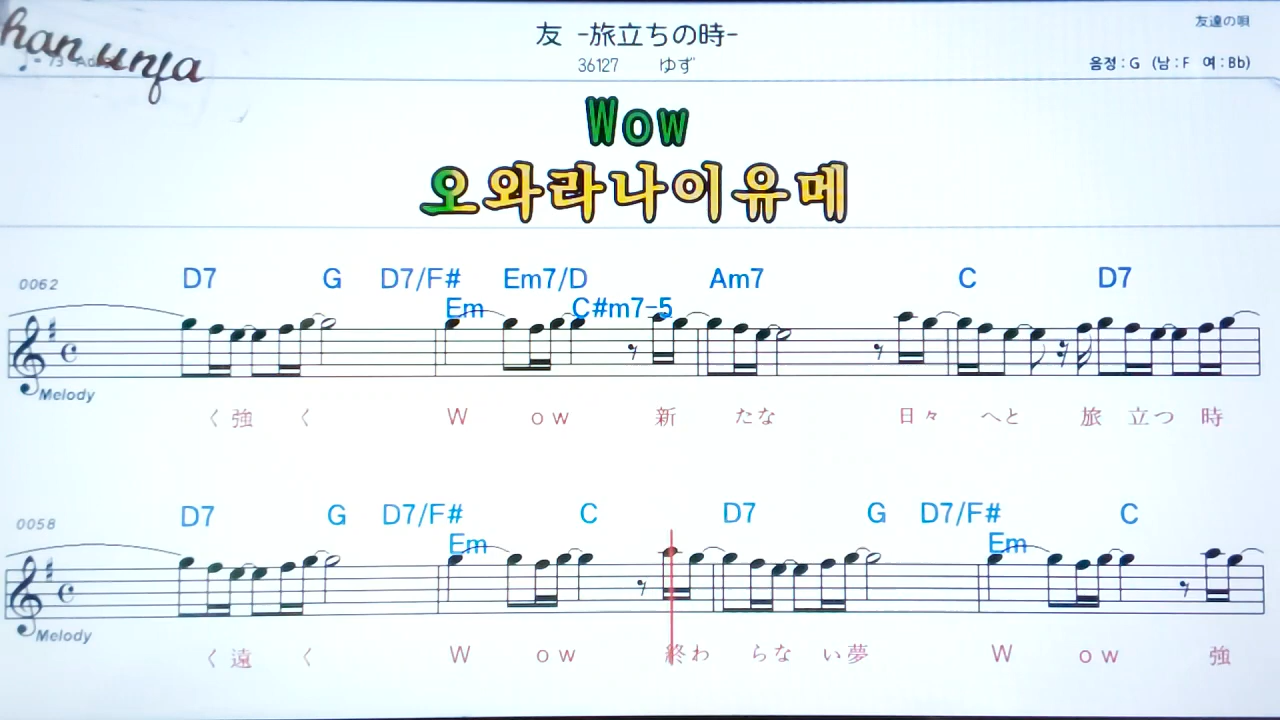 han unfa
友達の唄
友 -旅立ちの時-
36127 ゆず
음정 : G (남 : F 여 : Bb)
Wow
오와라나이유메
0062 D7 G D7/F# Em7/D Am7 C D7
Em C#m7-5
Melody
く 強 く W o w 新 たな 日々 へと 旅 立つ 時
0058 D7 G D7/F# C D7 G D7/F# C
Em Em
Melody
く 遠 く W o w 終わ らな い夢 W o w 強